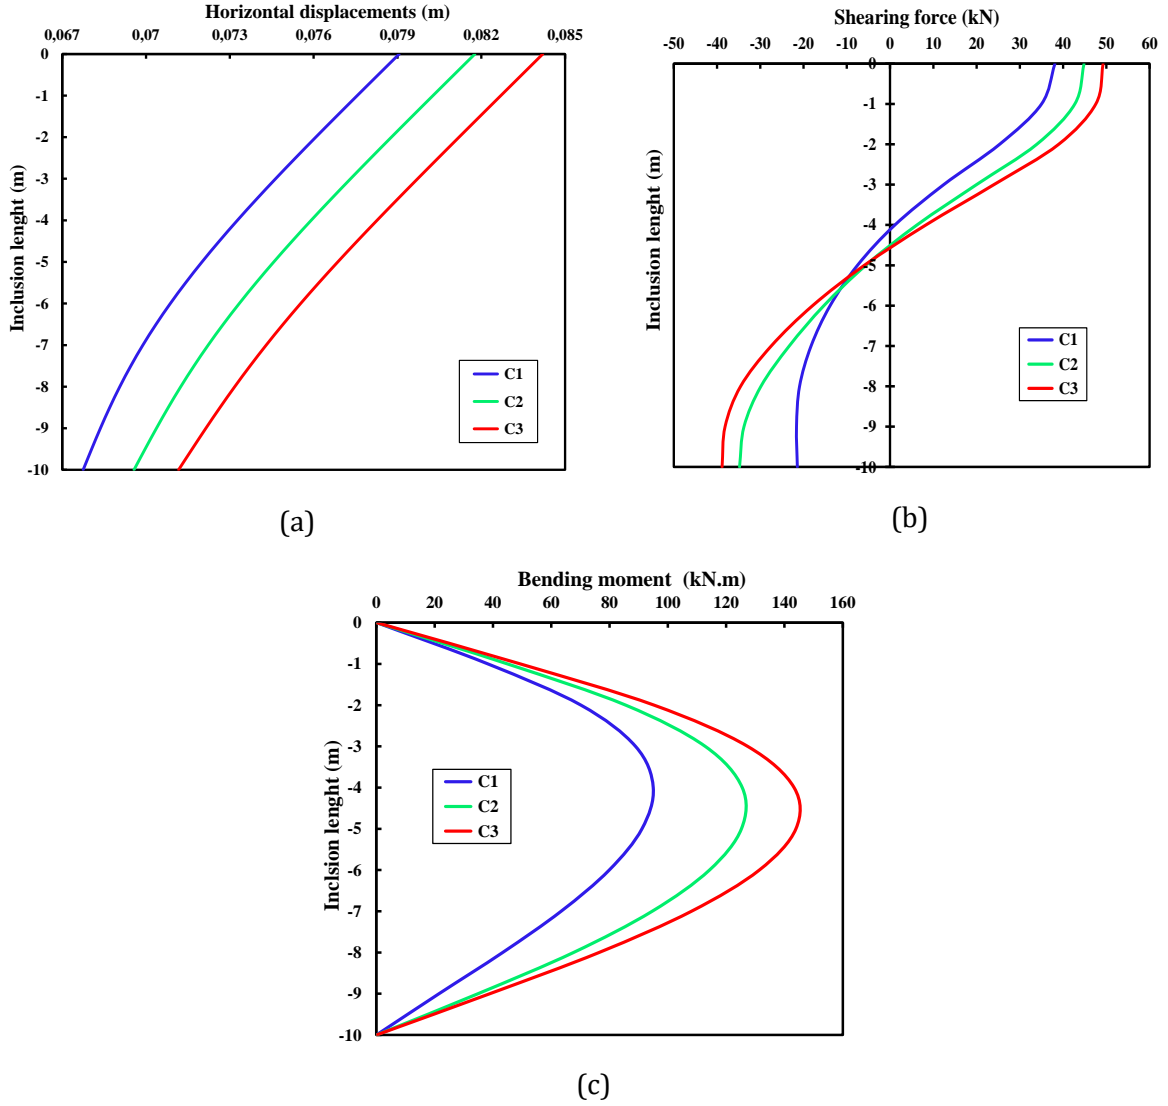 Horizontal displacements (m)
0,067 0,07 0,073 0,076 0,079 0,082 0,085
0
-1
-2
-3
-4
-5
-6
-7
-8
-9
-10
Inclusion lenght (m)
C1
C2
C3
(a)
Shearing force (kN)
-50 -40 -30 -20 -10 0 10 20 30 40 50 60
0
-1
-2
-3
-4
-5
-6
-7
-8
-9
-10
Inclusion lenght (m)
C1
C2
C3
(b)
Bending moment (kN.m)
0 20 40 60 80 100 120 140 160
0
-1
-2
-3
-4
-5
-6
-7
-8
-9
-10
Inclsion lenght (m)
C1
C2
C3
(c)